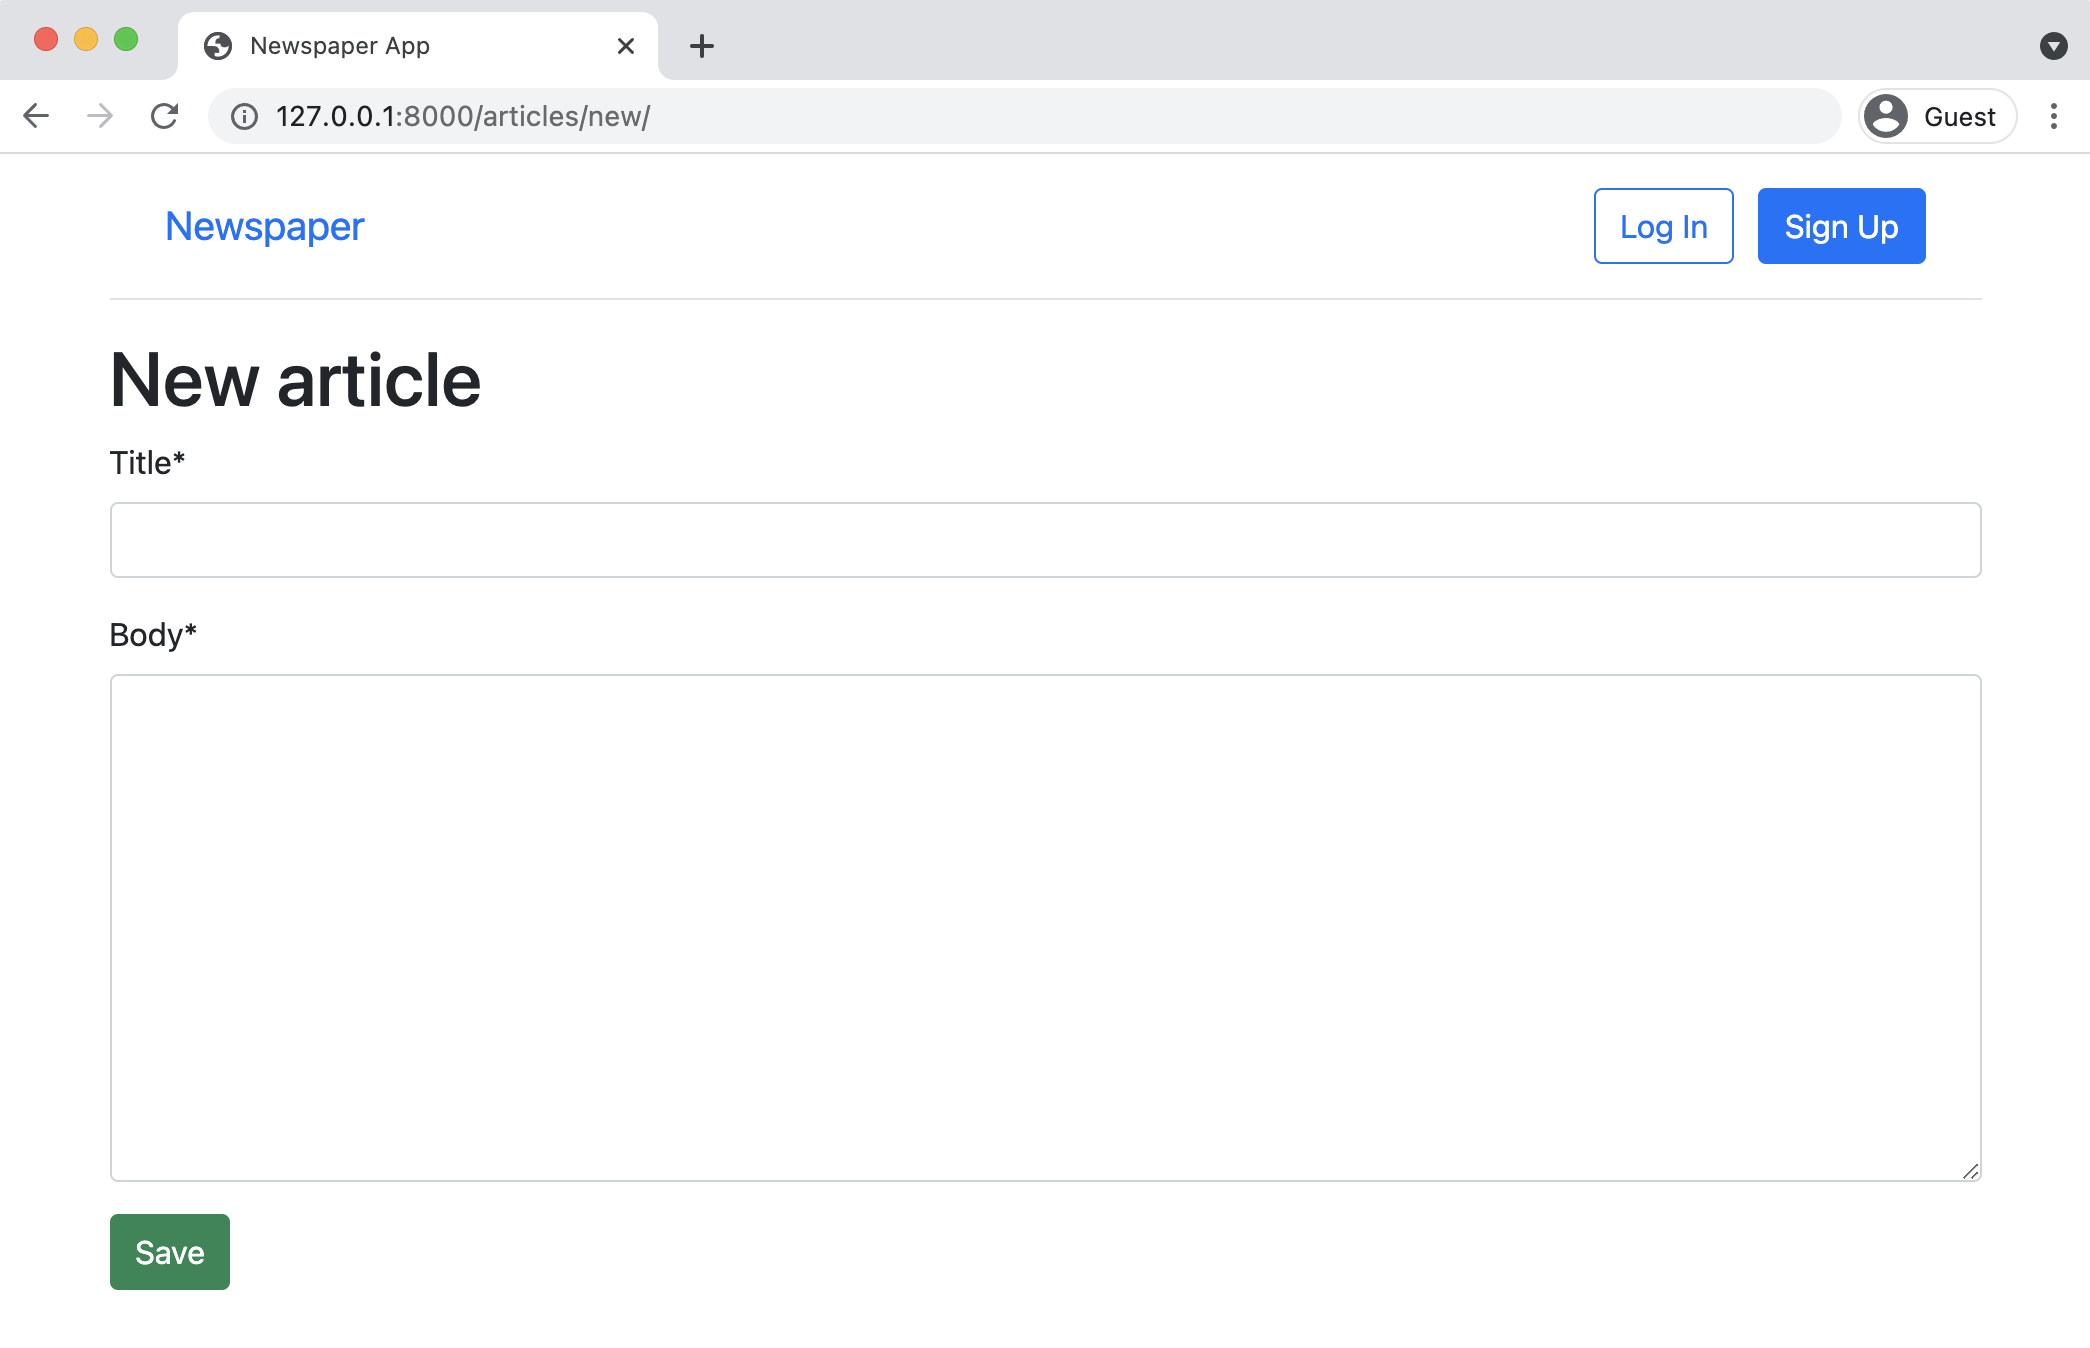 Newspaper App
127.0.0.1:8000/articles/new/
Guest
Newspaper
Log In
Sign Up
New article
Title*
Body*
Save